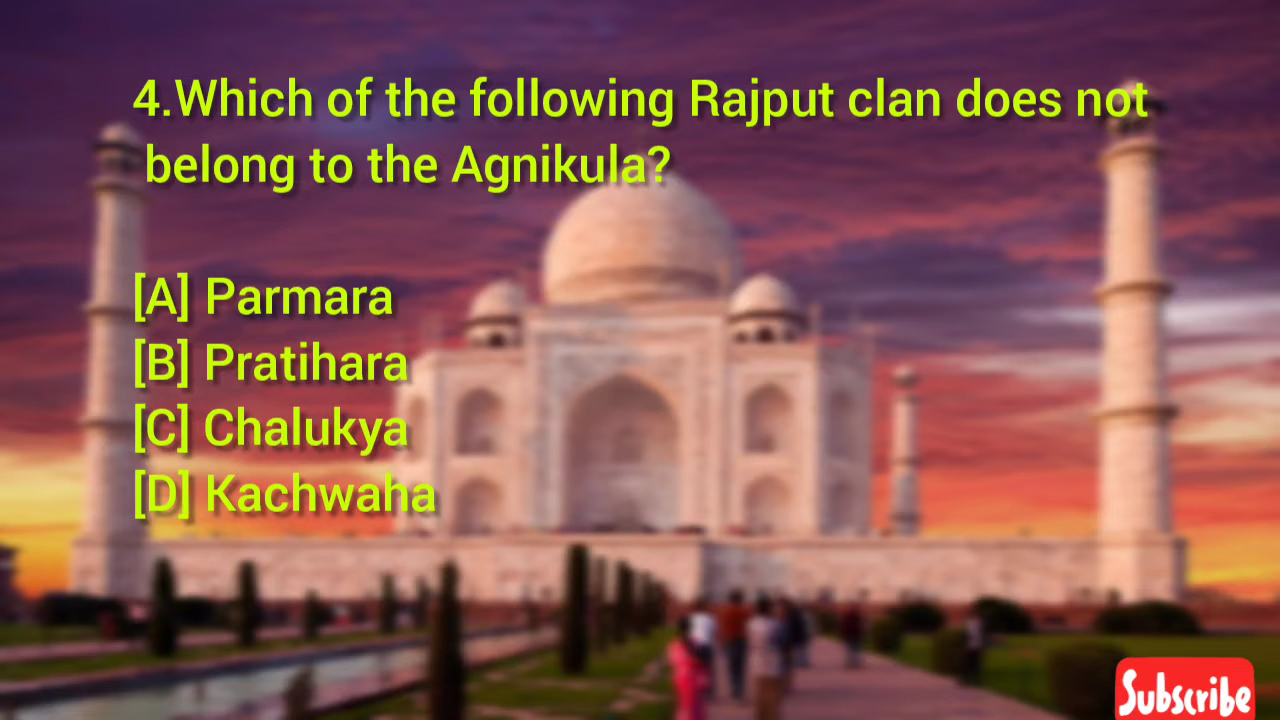 4.Which of the following Rajput clan does not
belong to the Agnikula?
[A] Parmara
[B] Pratihara
[C] Chalukya
[D] Kachwaha
Subscribe